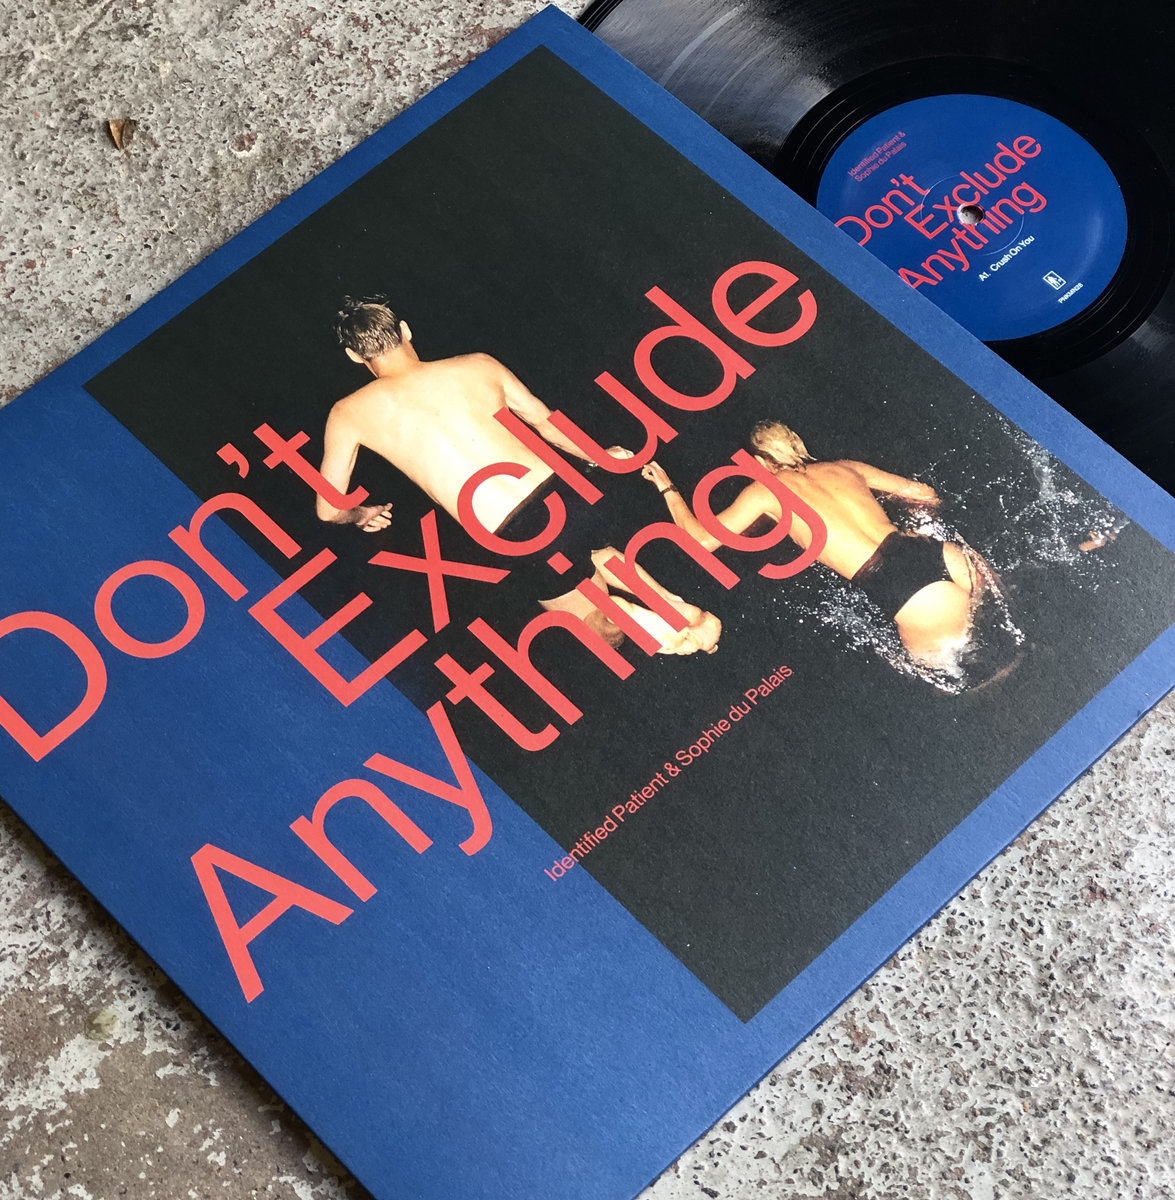 Don't
Exclude
Anything
Identified Patient & Sophie du Palais
Identified Patient &
Sophie du Palais
Don't
Exclude
Anything
A1. Crush On You